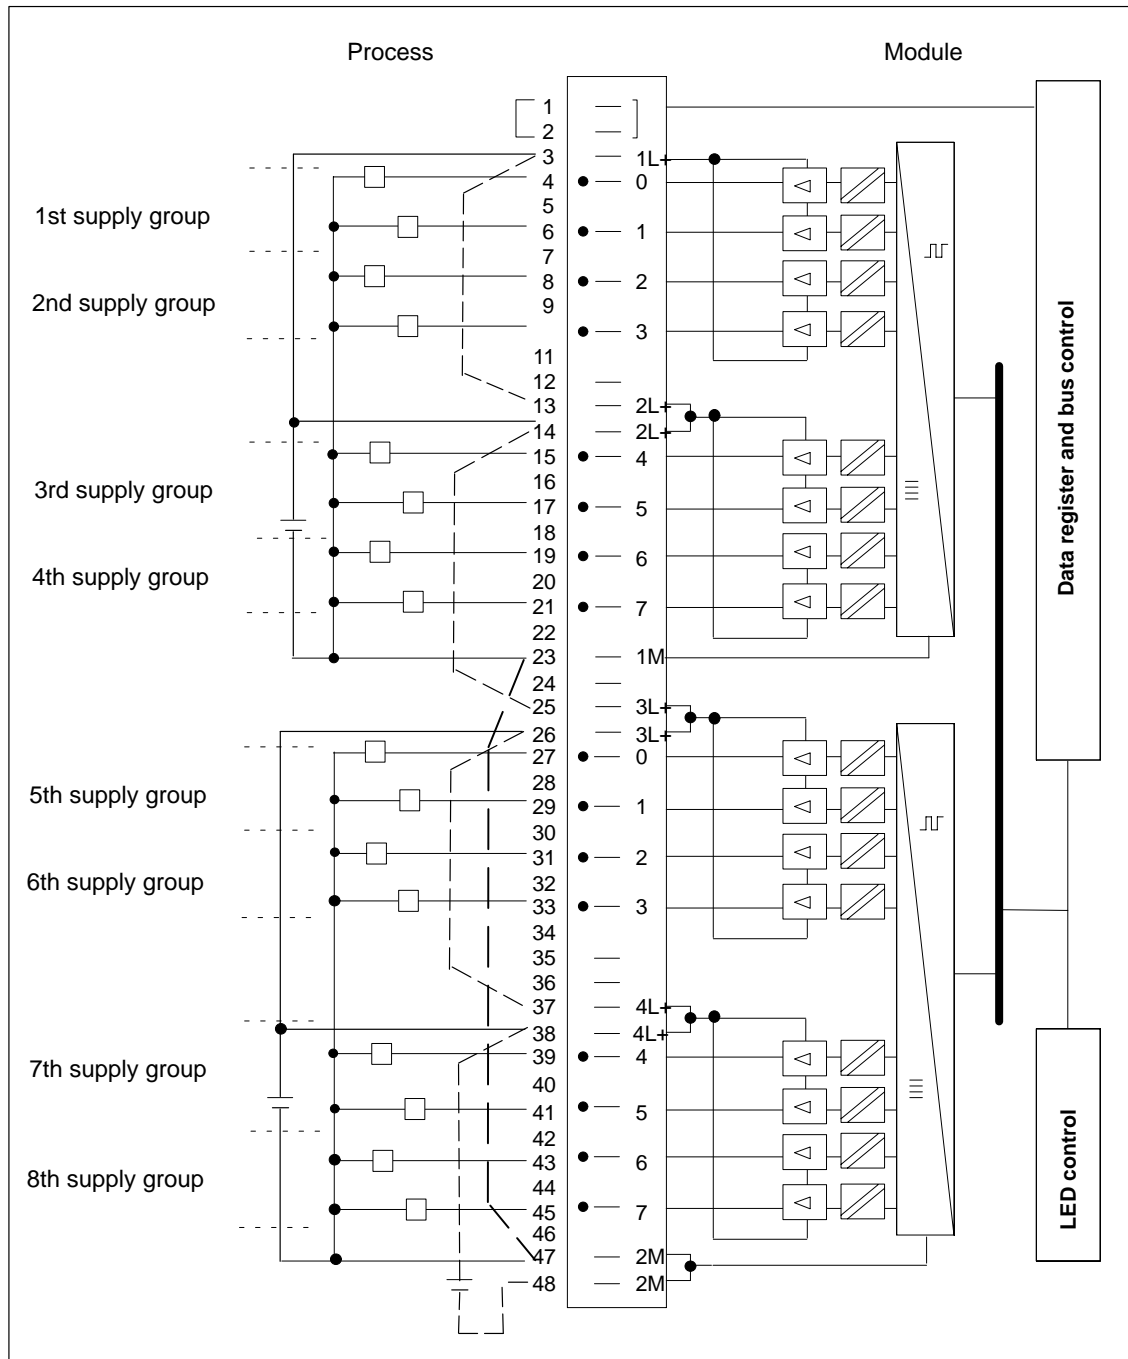 Process Module
1
2
3 1L+
4 0
5
1st supply group
6 1
7
8 2
2nd supply group
9
3
11
12
13 2L+
14 2L+
15 4
16
3rd supply group
17 5
18
19 6
4th supply group
20
21 7
22
23 1M
24
25 3L+
26 3L+
27 0
28
5th supply group
29 1
30
31 2
6th supply group
32
33 3
34
35
36
37 4L+
38 4L+
39 4
7th supply group
40
41 5
42
43 6
8th supply group
44
45 7
46
47 2M
48 2M
Data register and bus control
LED control